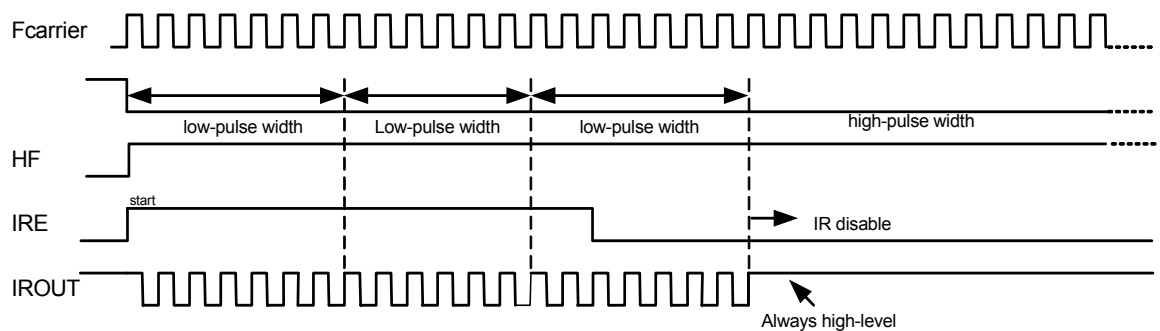 Fcarrier
low-pulse width Low-pulse width low-pulse width high-pulse width
HF
start
IRE
IR disable
IROUT
Always high-level